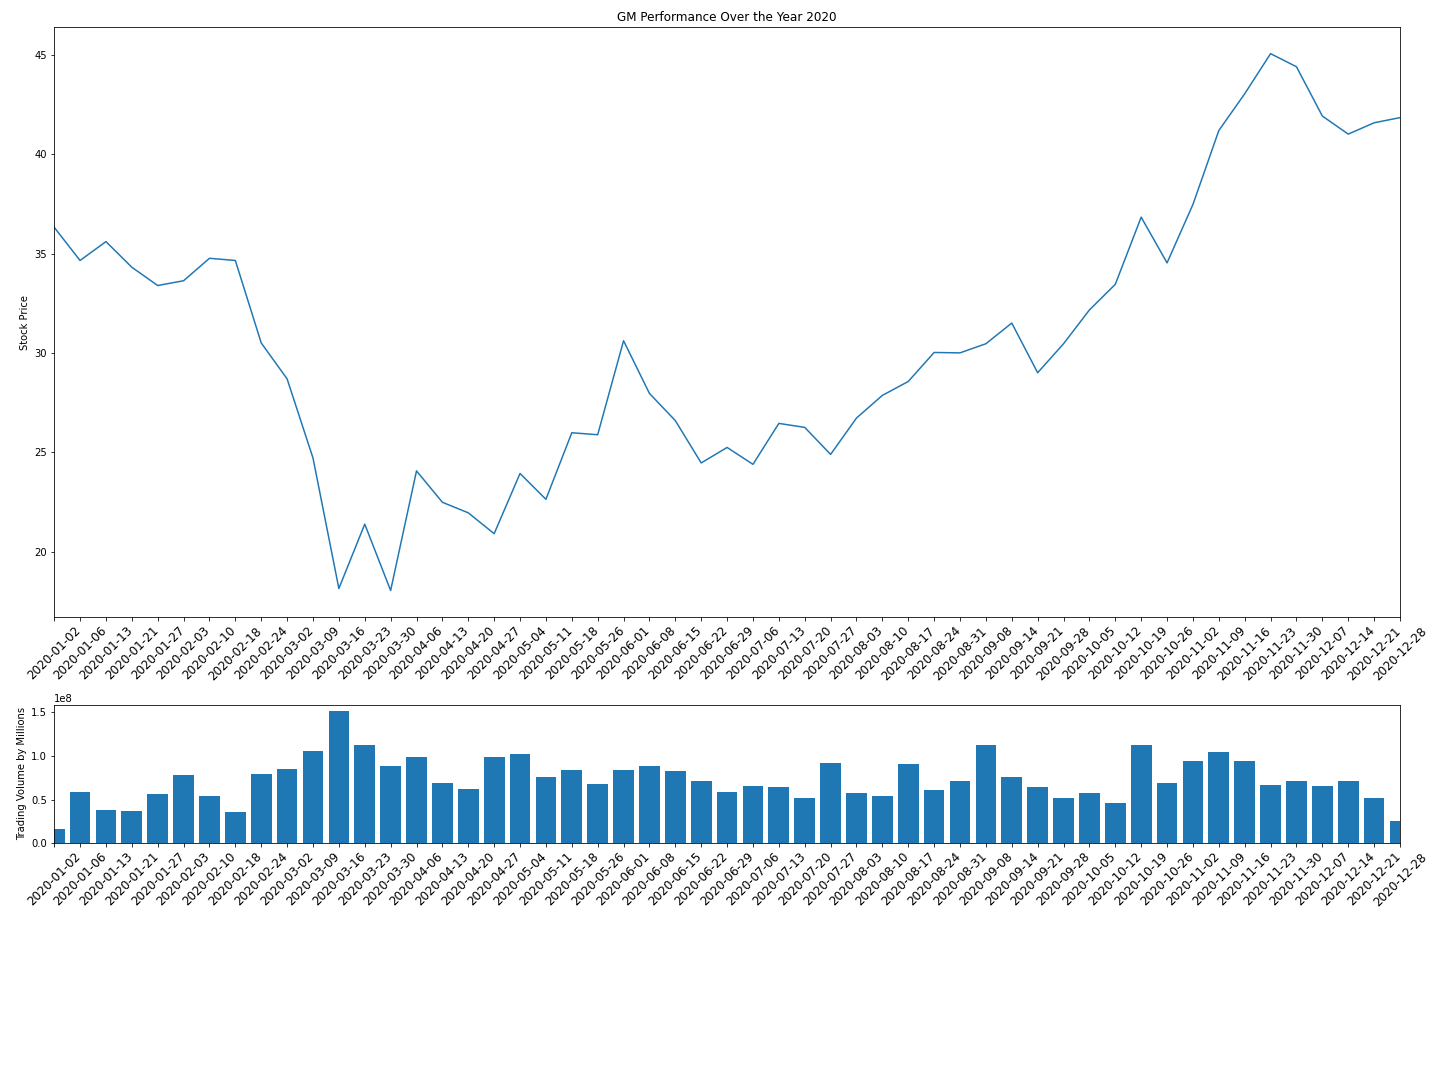 GM Performance Over the Year 2020
Stock Price
45
40
35
30
25
20
2020-01-02 2020-01-06 2020-01-13 2020-01-21 2020-01-27 2020-02-03 2020-02-10 2020-02-18 2020-02-24 2020-03-02 2020-03-09 2020-03-16 2020-03-23 2020-03-30 2020-04-06 2020-04-13 2020-04-20 2020-04-27 2020-05-04 2020-05-11 2020-05-18 2020-05-26 2020-06-01 2020-06-08 2020-06-15 2020-06-22 2020-06-29 2020-07-06 2020-07-13 2020-07-20 2020-07-27 2020-08-03 2020-08-10 2020-08-17 2020-08-24 2020-08-31 2020-09-08 2020-09-14 2020-09-21 2020-09-28 2020-10-05 2020-10-12 2020-10-19 2020-10-26 2020-11-02 2020-11-09 2020-11-16 2020-11-23 2020-11-30 2020-12-07 2020-12-14 2020-12-21 2020-12-28
1e8
Trading Volume by Millions
1.5
1.0
0.5
0.0
2020-01-02 2020-01-06 2020-01-13 2020-01-21 2020-01-27 2020-02-03 2020-02-10 2020-02-18 2020-02-24 2020-03-02 2020-03-09 2020-03-16 2020-03-23 2020-03-30 2020-04-06 2020-04-13 2020-04-20 2020-04-27 2020-05-04 2020-05-11 2020-05-18 2020-05-26 2020-06-01 2020-06-08 2020-06-15 2020-06-22 2020-06-29 2020-07-06 2020-07-13 2020-07-20 2020-07-27 2020-08-03 2020-08-10 2020-08-17 2020-08-24 2020-08-31 2020-09-08 2020-09-14 2020-09-21 2020-09-28 2020-10-05 2020-10-12 2020-10-19 2020-10-26 2020-11-02 2020-11-09 2020-11-16 2020-11-23 2020-11-30 2020-12-07 2020-12-14 2020-12-21 2020-12-28